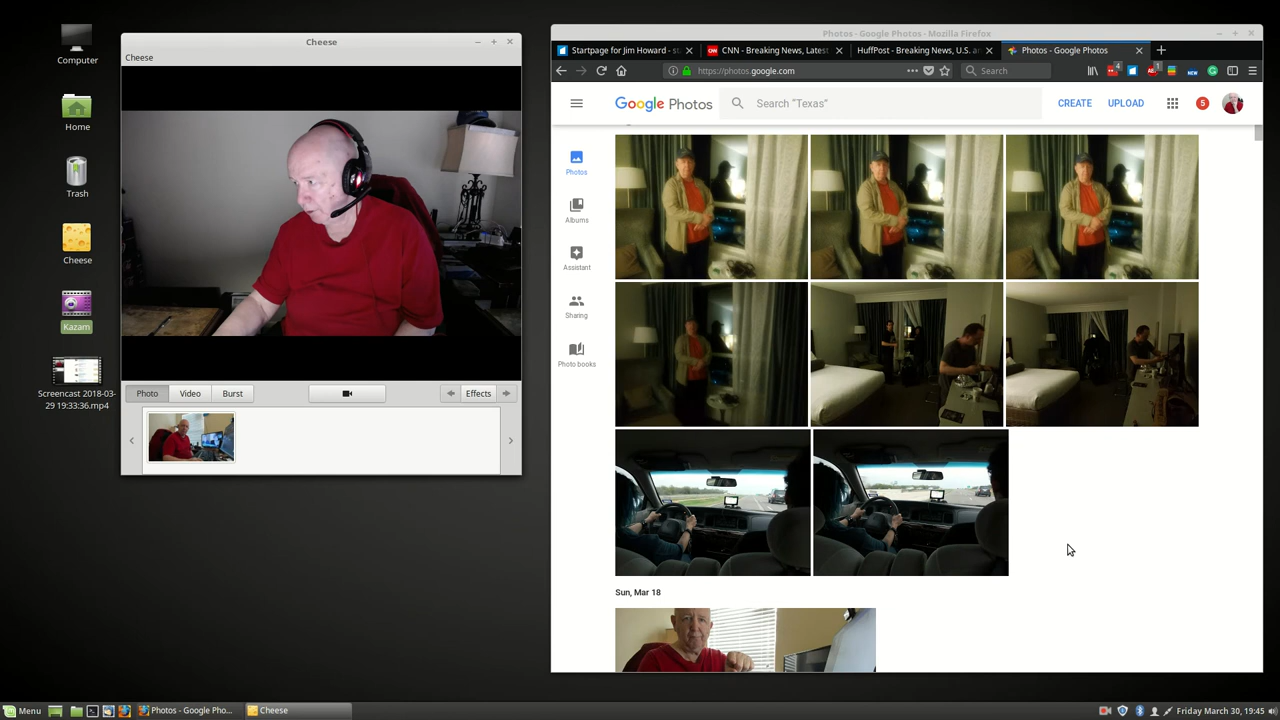 Computer
Home
Trash
Cheese
Kazam
Screencast 2018-03-
29 19:33:36.mp4
Cheese
Cheese
Photo
Video
Burst
Effects
Photos - Google Photos - Mozilla Firefox
Startpage for Jim Howard - st
CNN - Breaking News, Latest
HuffPost - Breaking News, U.S. a
Photos - Google Photos
https://photos.google.com
Search
Google Photos
Search "Texas"
CREATE
UPLOAD
5
Photos
Albums
Assistant
Sharing
Photo books
Sun, Mar 18
Menu
Photos - Google Pho...
Cheese
Friday March 30, 19:45